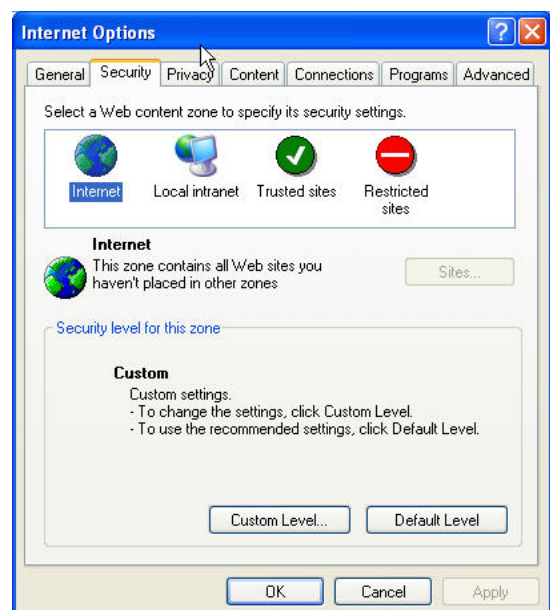 Internet Options
General Security Privacy Content Connections Programs Advanced
Select a Web content zone to specify its security settings.
Internet Local intranet Trusted sites Restricted
sites
Internet
This zone contains all Web sites you
haven't placed in other zones
Sites...
Security level for this zone
Custom
Custom settings.
- To change the settings, click Custom Level.
- To use the recommended settings, click Default Level.
Custom Level... Default Level
OK Cancel Apply